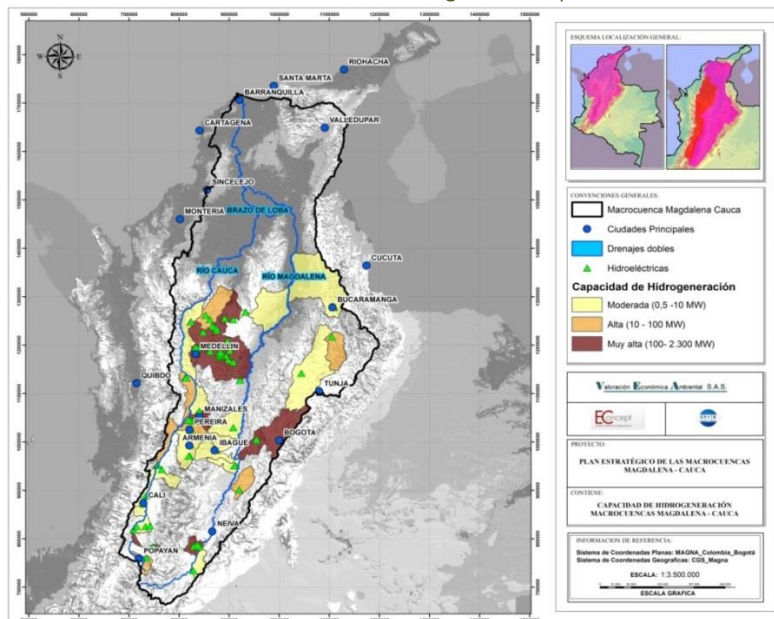 N
W E
S
RIOHACHA
SANTA MARTA
BARRANQUILLA
CARTAGENA
VALLEDUPAR
SINCELEJO
MONTERIA
BRAZO DE LOBA
CUCUTA
RÍO CAUCA
RÍO MAGDALENA
BUCARAMANGA
MEDELLIN
QUIBDO
TUNJA
MANIZALES
PEREIRA
ARMENIA
IBAGUE
BOGOTA
CALI
NEIVA
POPAYAN
ESQUEMA LOCALIZACIÓN GENERAL:
CONVENCIONES GENERALES:
Macrocuenca Magdalena Cauca
Ciudades Principales
Drenajes dobles
Hidroeléctricas
Capacidad de Hidrogeneración
Moderada (0,5 -10 MW)
Alta (10 - 100 MW)
Muy alta (100- 2.300 MW)
Valoración Económica Ambiental S.A.S.
EConcept
PROYECTO:
PLAN ESTRATÉGICO DE LAS MACROCUENCAS
MAGDALENA - CAUCA
CONTIENE:
CAPACIDAD DE HIDROGENERACIÓN
MACROCUENCAS MAGDALENA - CAUCA
INFORMACION DE REFERENCIA:
Sistema de Coordenadas Planas: MAGNA_Colombia_Bogotá
Sistema de Coordenadas Geograficas: CGS_Magna
ESCALA: 1:3.500.000
ESCALA GRAFICA